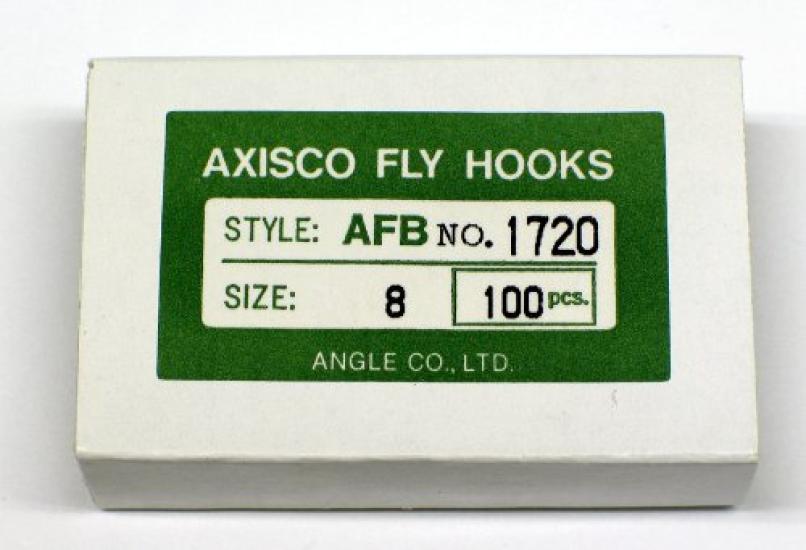 AXISCO FLY HOOKS
STYLE: AFB NO. 1720
SIZE: 8 100 pcs.
ANGLE CO., LTD.